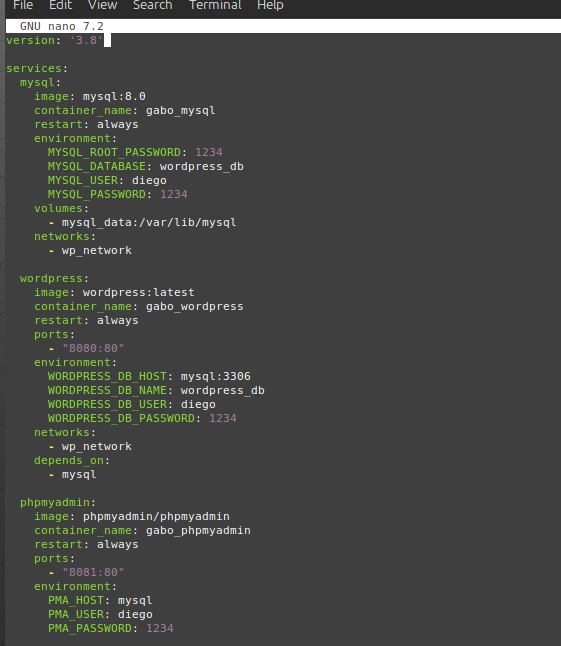 File Edit View Search Terminal Help
GNU nano 7.2
version: '3.8'
services:
  mysql:
    image: mysql:8.0
    container_name: gabo_mysql
    restart: always
    environment:
      MYSQL_ROOT_PASSWORD: 1234
      MYSQL_DATABASE: wordpress_db
      MYSQL_USER: diego
      MYSQL_PASSWORD: 1234
    volumes:
      - mysql_data:/var/lib/mysql
    networks:
      - wp_network
  wordpress:
    image: wordpress:latest
    container_name: gabo_wordpress
    restart: always
    ports:
      - "8080:80"
    environment:
      WORDPRESS_DB_HOST: mysql:3306
      WORDPRESS_DB_NAME: wordpress_db
      WORDPRESS_DB_USER: diego
      WORDPRESS_DB_PASSWORD: 1234
    networks:
      - wp_network
    depends_on:
      - mysql
  phpmyadmin:
    image: phpmyadmin/phpmyadmin
    container_name: gabo_phpmyadmin
    restart: always
    ports:
      - "8081:80"
    environment:
      PMA_HOST: mysql
      PMA_USER: diego
      PMA_PASSWORD: 1234